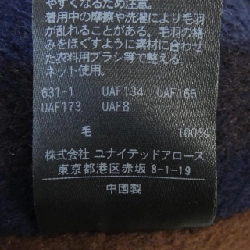 やすくなるため注意。
着用中の摩擦や洗濯により毛羽
が乱れることがある。毛羽の絡
みをほぐすように素材に合わせ
た衣料用ブラシ等で整える。
ネット使用。
631-1 UAF134 UAF165
UAF173 UAF8
毛 100%
株式会社 ユナイテッドアローズ
東京都港区赤坂 8-1-19
中国製